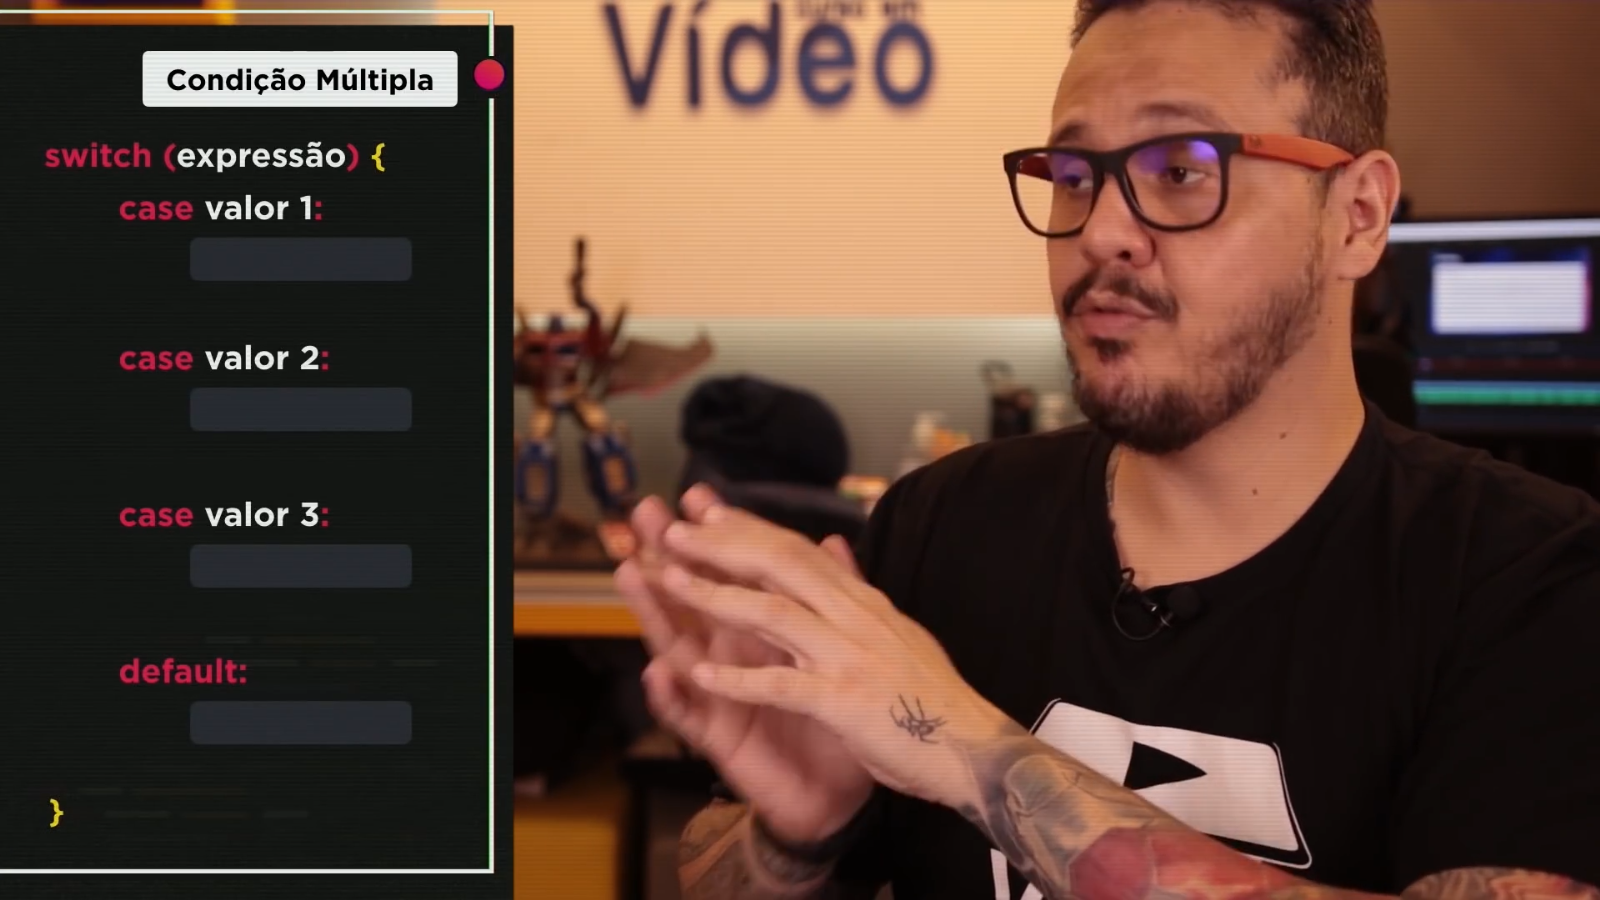 Condição Múltipla
switch (expressão) {
case valor 1:
case valor 2:
case valor 3:
default:
}
Vídeo